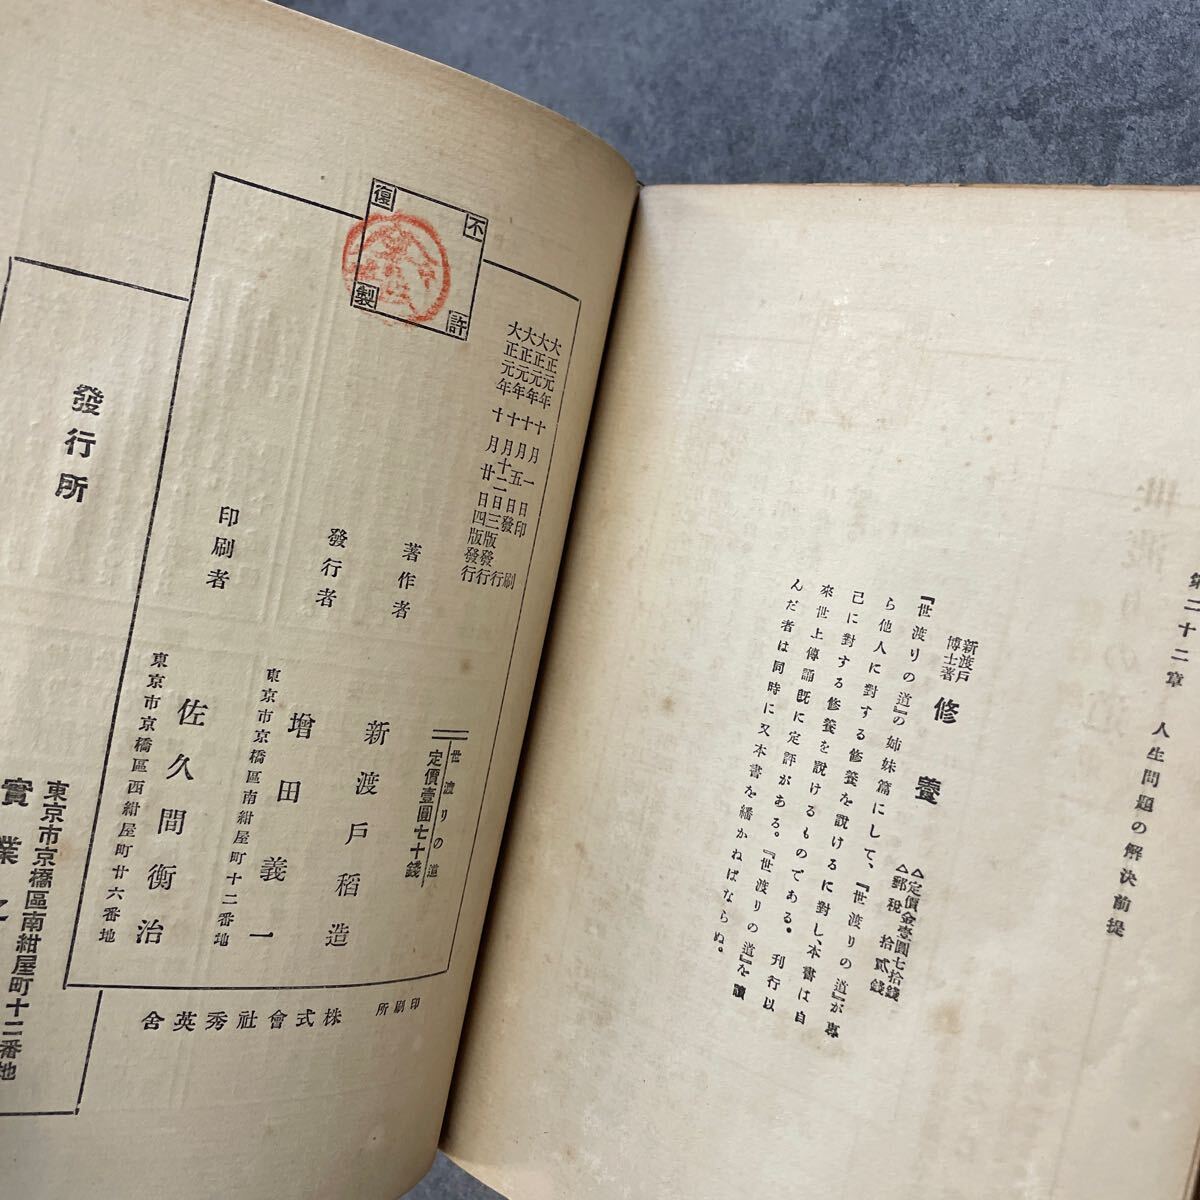 第二十二章　人生問題の解決前提
新渡戸
博士著
修養
△定價金壹圓七拾錢
△郵税　拾貳錢
『世渡りの道』の姉妹篇にして、『世渡りの道』が專
ら他人に對する修養を説けるに對し、本書は自
己に對する修養を説けるものである。刊行以
來世上傳誦既に定評がある。『世渡りの道』を讀
んだ者は同時に又本書を繙かねばならぬ。
不許
復製
大正元年十月一日印刷
大正元年十月五日發行
大正元年十月十二日三版發行
大正元年十月廿日四版發行
世渡りの道
定價壹圓七十錢
著作者　新渡戸稻造
發行者　增田義一
東京市京橋區南紺屋町十二番地
印刷者　佐久間衡治
東京市京橋區西紺屋町廿六番地
印刷所　株式會社秀英舍
發行所
東京市京橋區南紺屋町十二番地
實業之